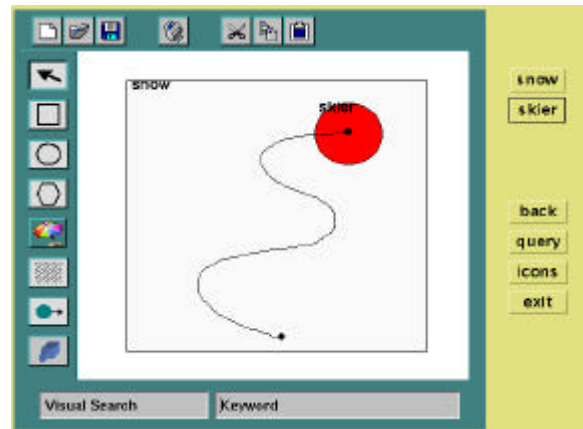 snow
skier
snow
skier
back
query
icons
exit
Visual Search
Keyword